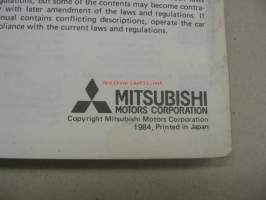 gulations, but some of the contents may become contra-
y with later amendment of the laws and regulations. If
nual contains conflicting descriptions, operate the car
pliance with the current laws and regulations.
MITSUBISHI
MOTORS CORPORATION
Copyright Mitsubishi Motors Corporation
1984, Printed in Japan